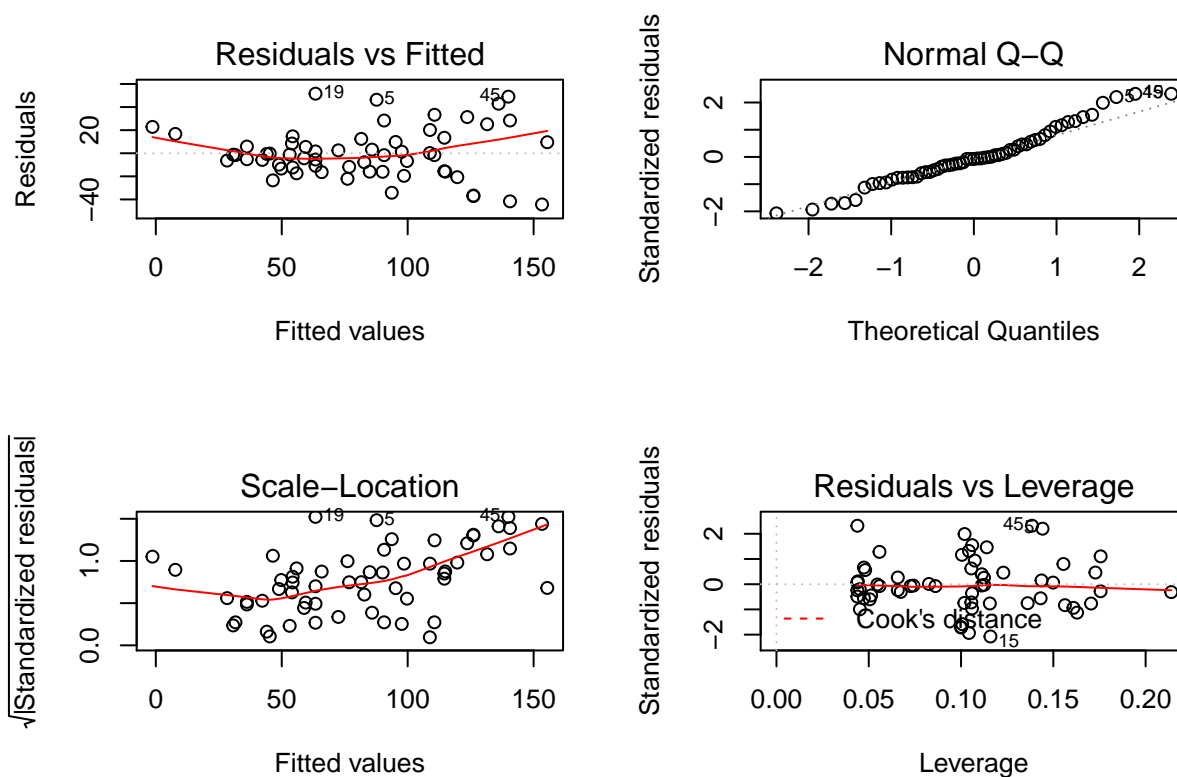 Residuals vs Fitted
Residuals
20
−40
19
5
45
0
50
100
150
Fitted values
Normal Q−Q
Standardized residuals
2
0
−2
5
−2
−1
0
1
2
Theoretical Quantiles
Scale−Location
√|Standardized residuals|
1.0
0.0
19
5
45
0
50
100
150
Fitted values
Residuals vs Leverage
Standardized residuals
2
0
−2
45
5
15
Cook's distance
0.00
0.05
0.10
0.15
0.20
Leverage